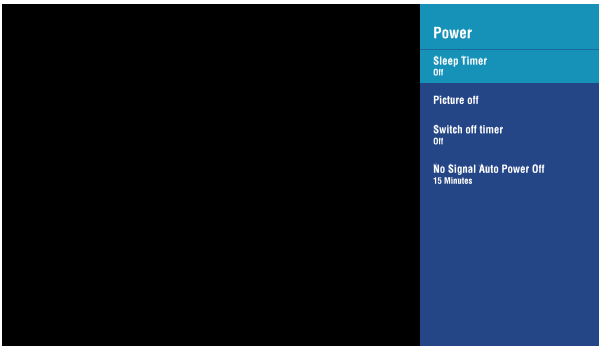 Power
Sleep Timer
Off
Picture off
Switch off timer
Off
No Signal Auto Power Off
15 Minutes